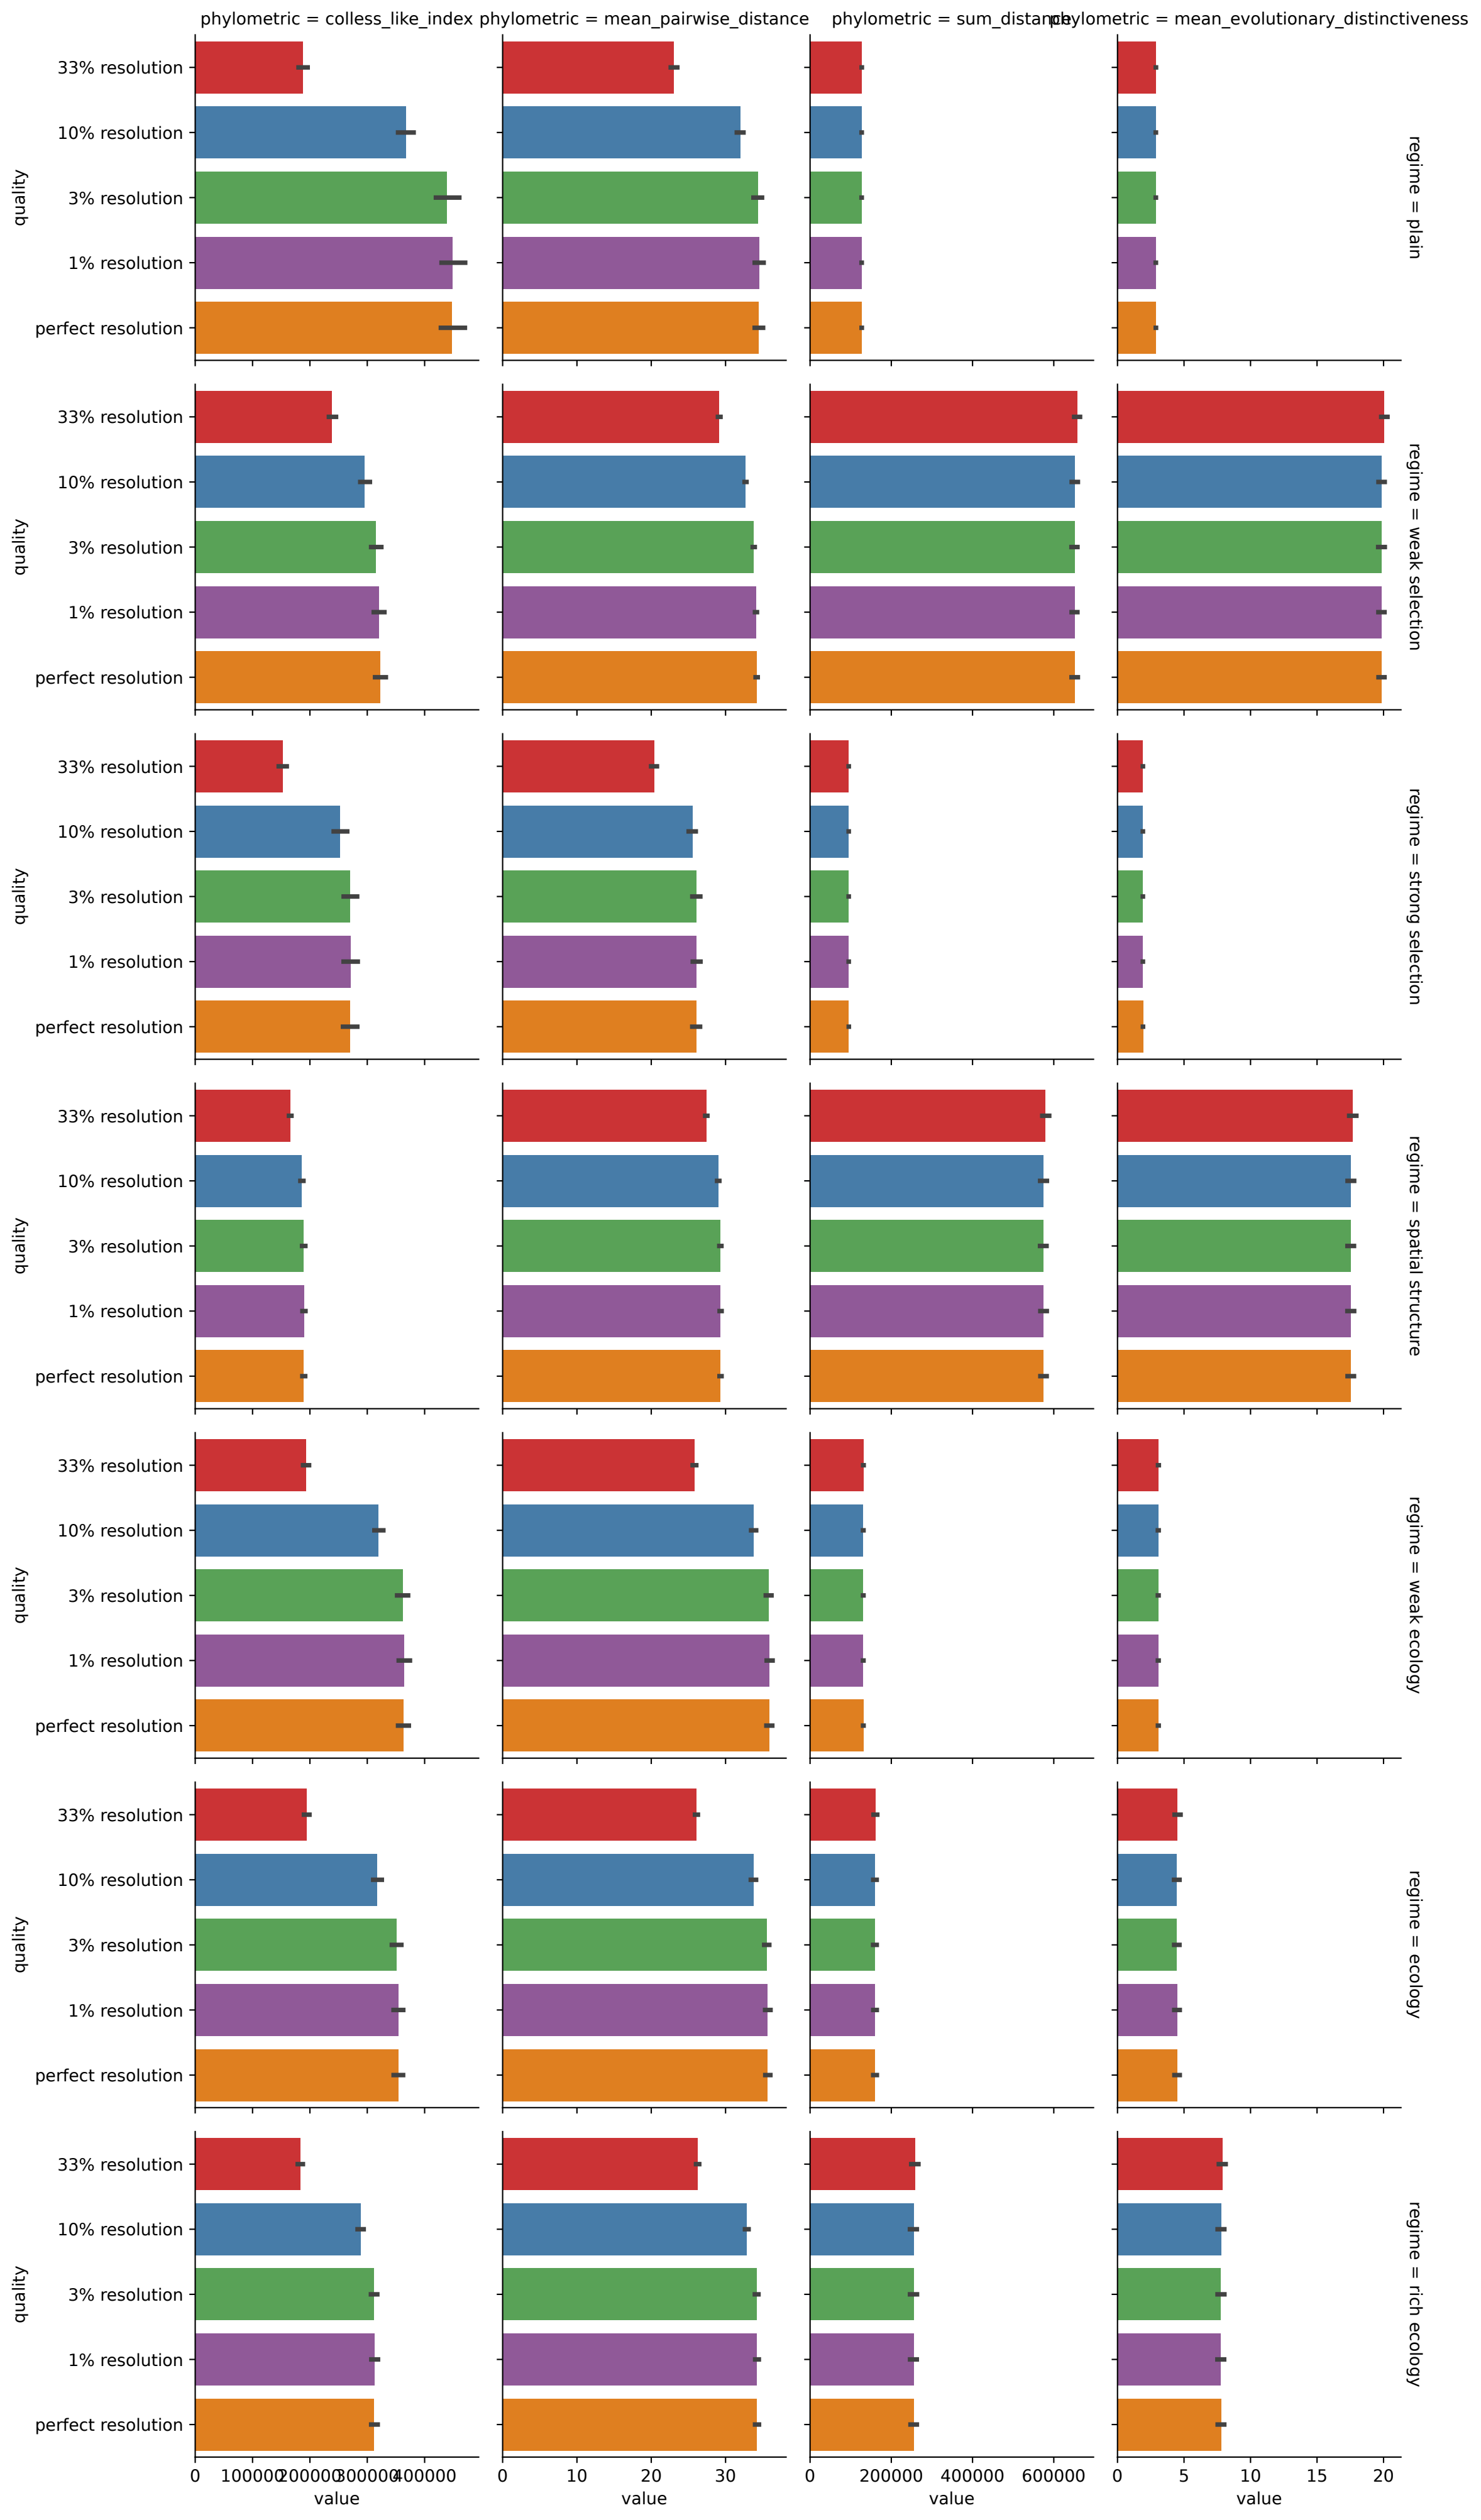 phylometric = colless_like_index
phylometric = mean_pairwise_distance
phylometric = sum_distance
phylometric = mean_evolutionary_distinctiveness
33% resolution
10% resolution
3% resolution
1% resolution
perfect resolution
quality
regime = plain
33% resolution
10% resolution
3% resolution
1% resolution
perfect resolution
quality
regime = weak selection
33% resolution
10% resolution
3% resolution
1% resolution
perfect resolution
quality
regime = strong selection
33% resolution
10% resolution
3% resolution
1% resolution
perfect resolution
quality
regime = spatial structure
33% resolution
10% resolution
3% resolution
1% resolution
perfect resolution
quality
regime = weak ecology
33% resolution
10% resolution
3% resolution
1% resolution
perfect resolution
quality
regime = ecology
33% resolution
10% resolution
3% resolution
1% resolution
perfect resolution
quality
regime = rich ecology
0 100000 200000 300000 400000
value
0 10 20 30
value
0 200000 400000 600000
value
0 5 10 15 20
value